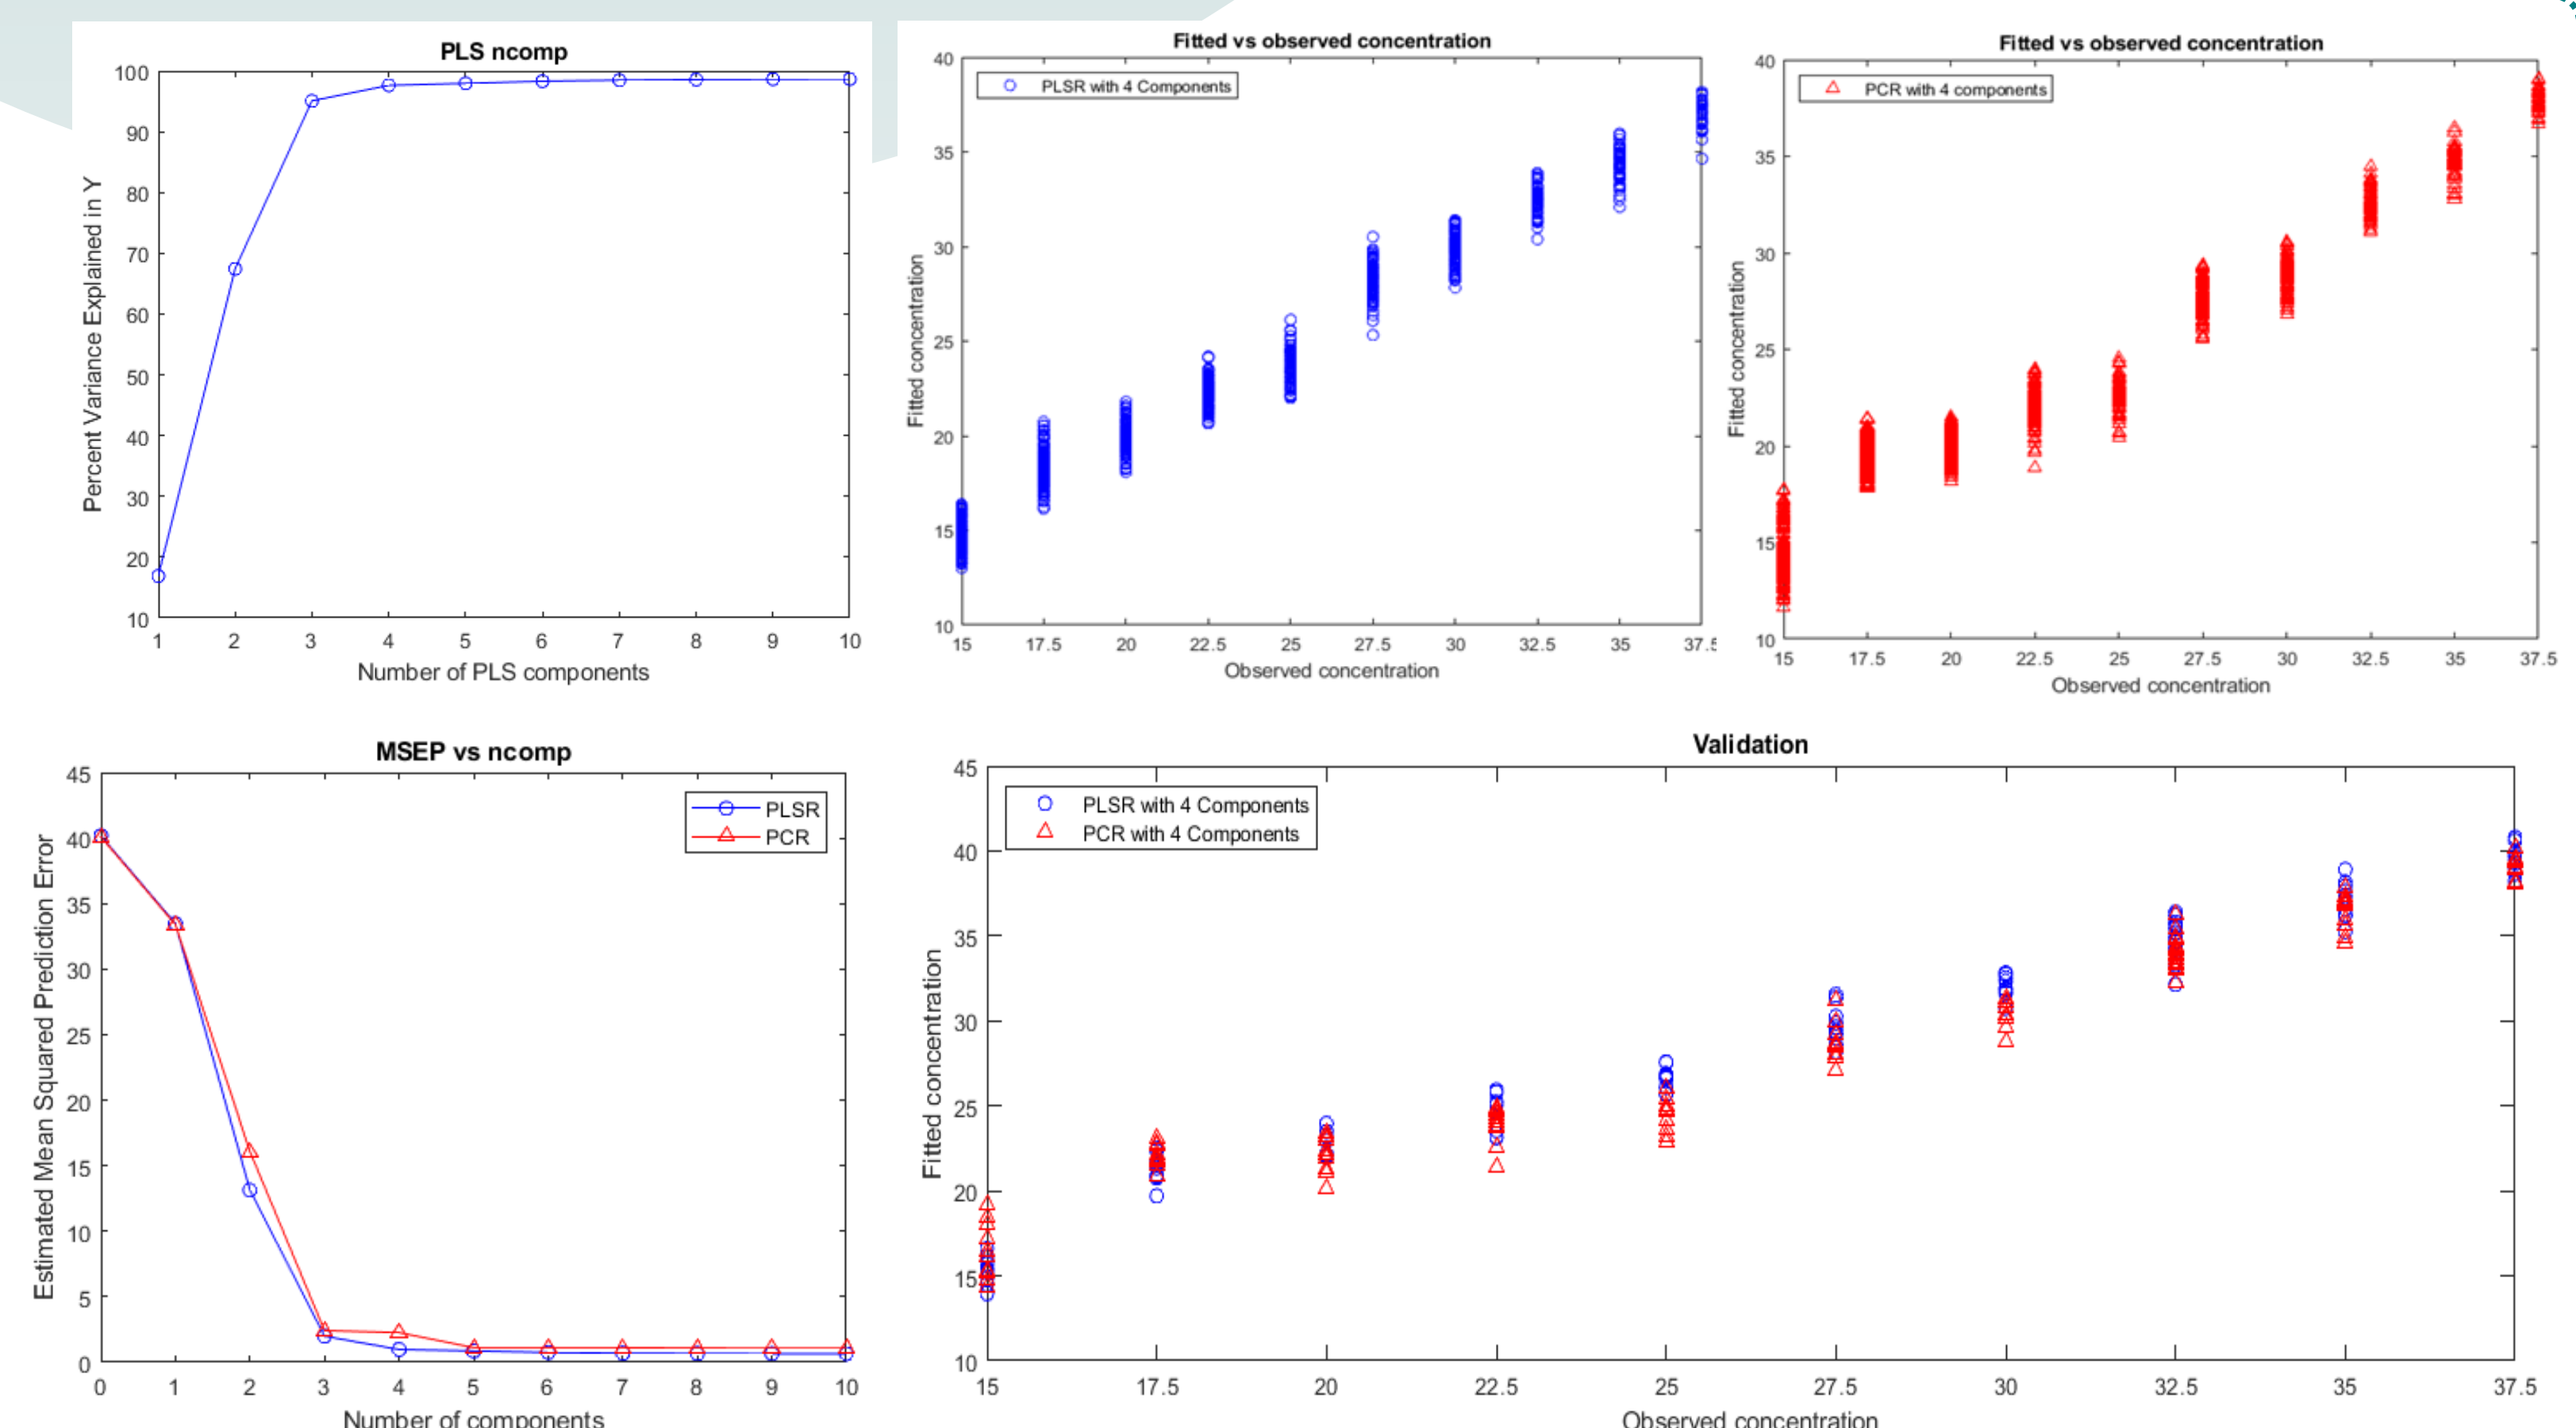 PLS ncomp
100
90
80
70
60
50
40
30
20
10
Percent Variance Explained in Y
1 2 3 4 5 6 7 8 9 10
Number of PLS components
Fitted vs observed concentration
PLSR with 4 Components
40
35
30
25
20
15
10
Fitted concentration
15 17.5 20 22.5 25 27.5 30 32.5 35 37.5
Observed concentration
Fitted vs observed concentration
PCR with 4 components
40
35
30
25
20
15
10
Fitted concentration
15 17.5 20 22.5 25 27.5 30 32.5 35 37.5
Observed concentration
MSEP vs ncomp
PLSR
PCR
45
40
35
30
25
20
15
10
5
0
Estimated Mean Squared Prediction Error
0 1 2 3 4 5 6 7 8 9 10
Number of components
Validation
PLSR with 4 Components
PCR with 4 Components
45
40
35
30
25
20
15
10
Fitted concentration
15 17.5 20 22.5 25 27.5 30 32.5 35 37.5
Observed concentration